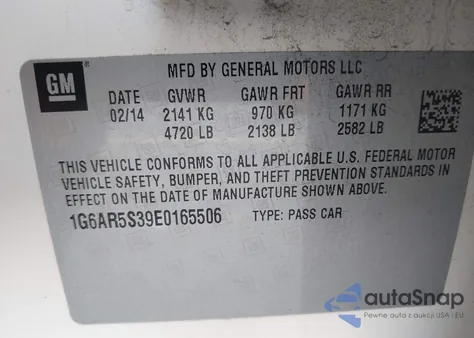 GM
MFD BY GENERAL MOTORS LLC
DATE GVWR GAWR FRT GAWR RR
02/14 2141 KG 970 KG 1171 KG
4720 LB 2138 LB 2582 LB
THIS VEHICLE CONFORMS TO ALL APPLICABLE U.S. FEDERAL MOTOR
VEHICLE SAFETY, BUMPER, AND THEFT PREVENTION STANDARDS IN
EFFECT ON THE DATE OF MANUFACTURE SHOWN ABOVE.
1G6AR5S39E0165506 TYPE: PASS CAR
autoSnap
Pewne auta z aukcji USA i EU